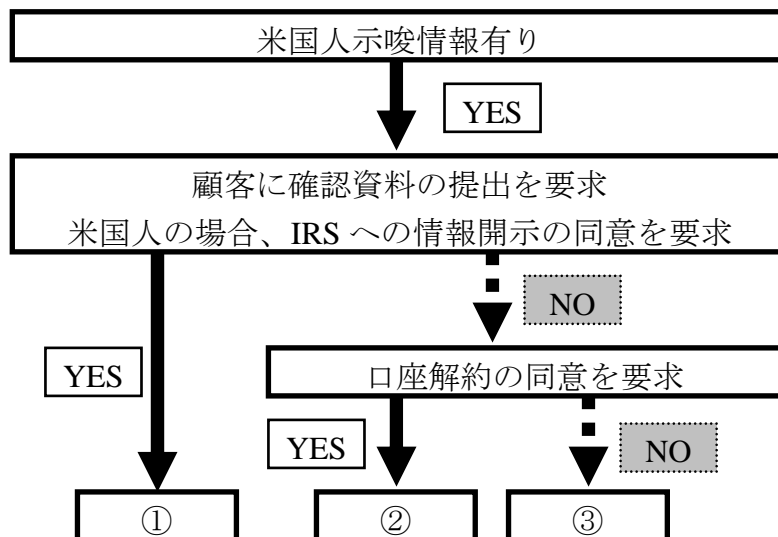 米国人示唆情報有り
YES
顧客に確認資料の提出を要求
米国人の場合、IRS への情報開示の同意を要求
NO
YES
口座解約の同意を要求
YES
NO
①
②
③